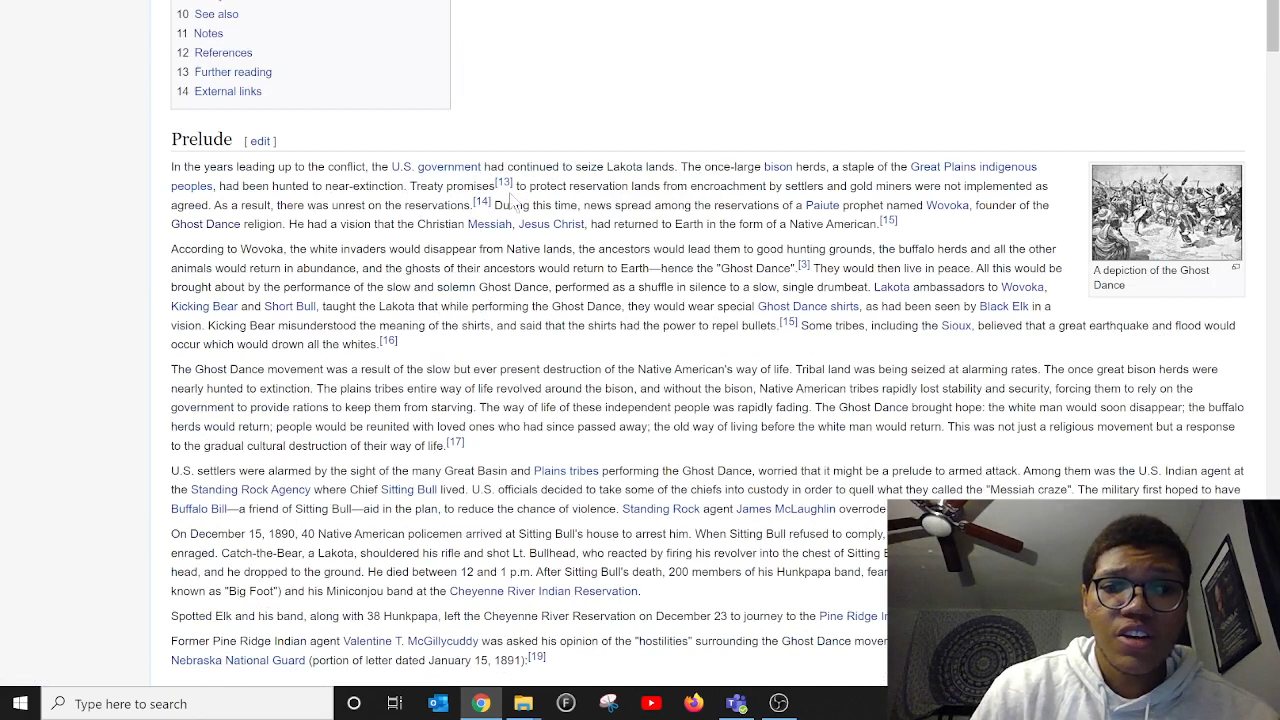 10 See also
11 Notes
12 References
13 Further reading
14 External links
Prelude [ edit ]
In the years leading up to the conflict, the U.S. government had continued to seize Lakota lands. The once-large bison herds, a staple of the Great Plains indigenous
peoples, had been hunted to near-extinction. Treaty promises[13] to protect reservation lands from encroachment by settlers and gold miners were not implemented as
agreed. As a result, there was unrest on the reservations.[14] During this time, news spread among the reservations of a Paiute prophet named Wovoka, founder of the
Ghost Dance religion. He had a vision that the Christian Messiah, Jesus Christ, had returned to Earth in the form of a Native American.[15]
According to Wovoka, the white invaders would disappear from Native lands, the ancestors would lead them to good hunting grounds, the buffalo herds and all the other
animals would return in abundance, and the ghosts of their ancestors would return to Earth—hence the "Ghost Dance".[3] They would then live in peace. All this would be
brought about by the performance of the slow and solemn Ghost Dance, performed as a shuffle in silence to a slow, single drumbeat. Lakota ambassadors to Wovoka,
Kicking Bear and Short Bull, taught the Lakota that while performing the Ghost Dance, they would wear special Ghost Dance shirts, as had been seen by Black Elk in a
vision. Kicking Bear misunderstood the meaning of the shirts, and said that the shirts had the power to repel bullets.[15] Some tribes, including the Sioux, believed that a great earthquake and flood would
occur which would drown all the whites.[16]
A depiction of the Ghost
Dance
The Ghost Dance movement was a result of the slow but ever present destruction of the Native American's way of life. Tribal land was being seized at alarming rates. The once great bison herds were
nearly hunted to extinction. The plains tribes entire way of life revolved around the bison, and without the bison, Native American tribes rapidly lost stability and security, forcing them to rely on the
government to provide rations to keep them from starving. The way of life of these independent people was rapidly fading. The Ghost Dance brought hope: the white man would soon disappear; the buffalo
herds would return; people would be reunited with loved ones who had since passed away; the old way of living before the white man would return. This was not just a religious movement but a response
to the gradual cultural destruction of their way of life.[17]
U.S. settlers were alarmed by the sight of the many Great Basin and Plains tribes performing the Ghost Dance, worried that it might be a prelude to armed attack. Among them was the U.S. Indian agent at
the Standing Rock Agency where Chief Sitting Bull lived. U.S. officials decided to take some of the chiefs into custody in order to quell what they called the "Messiah craze". The military first hoped to have
Buffalo Bill—a friend of Sitting Bull—aid in the plan, to reduce the chance of violence. Standing Rock agent James McLaughlin overrode
On December 15, 1890, 40 Native American policemen arrived at Sitting Bull's house to arrest him. When Sitting Bull refused to comply,
enraged. Catch-the-Bear, a Lakota, shouldered his rifle and shot Lt. Bullhead, who reacted by firing his revolver into the chest of Sitting
head, and he dropped to the ground. He died between 12 and 1 p.m. After Sitting Bull's death, 200 members of his Hunkpapa band,
known as "Big Foot") and his Miniconjou band at the Cheyenne River Indian Reservation.
Spotted Elk and his band, along with 38 Hunkpapa, left the Cheyenne River Reservation on December 23 to journey to the Pine Ridge
Former Pine Ridge Indian agent Valentine T. McGillycuddy was asked his opinion of the "hostilities" surrounding the Ghost Dance
Nebraska National Guard (portion of letter dated January 15, 1891):[19]
Type here to search